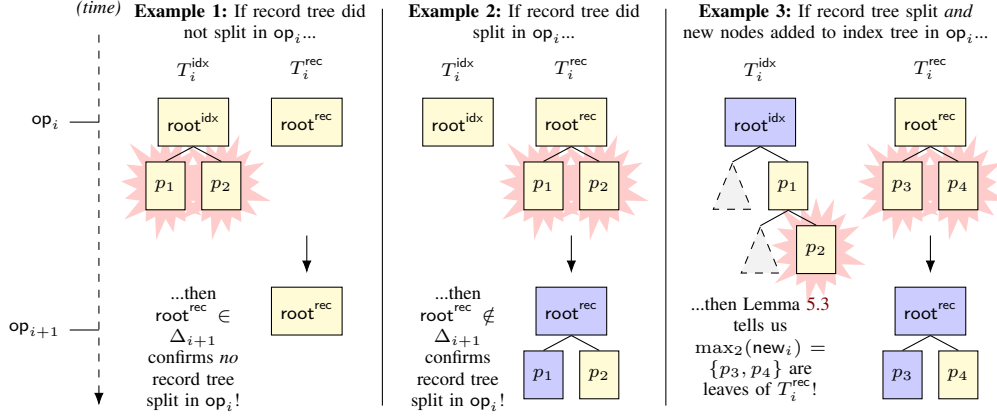 (time)
Example 1: If record tree did
not split in op_i...
T_i^idx
T_i^rec
op_i
root^idx
root^rec
p_1
p_2
root^rec
op_{i+1}
...then
root^rec ∈
Δ_{i+1}
confirms no
record tree
split in op_i!
Example 2: If record tree did
split in op_i...
T_i^idx
T_i^rec
root^idx
root^rec
p_1
p_2
...then
root^rec ∉
Δ_{i+1}
confirms
record tree
split in op_i!
root^rec
p_1
p_2
Example 3: If record tree split and
new nodes added to index tree in op_i...
T_i^idx
T_i^rec
root^idx
root^rec
p_1
p_3
p_4
p_2
...then Lemma 5.3
tells us
max_2(new_i) =
{p_3, p_4} are
leaves of T_i^rec!
root^rec
p_3
p_4